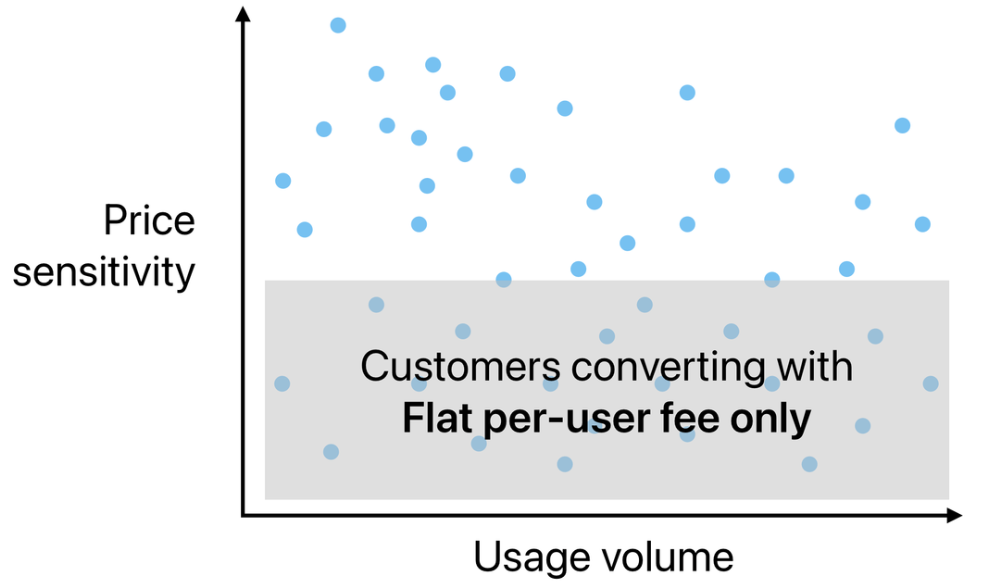 Price
sensitivity
Customers converting with
Flat per-user fee only
Usage volume